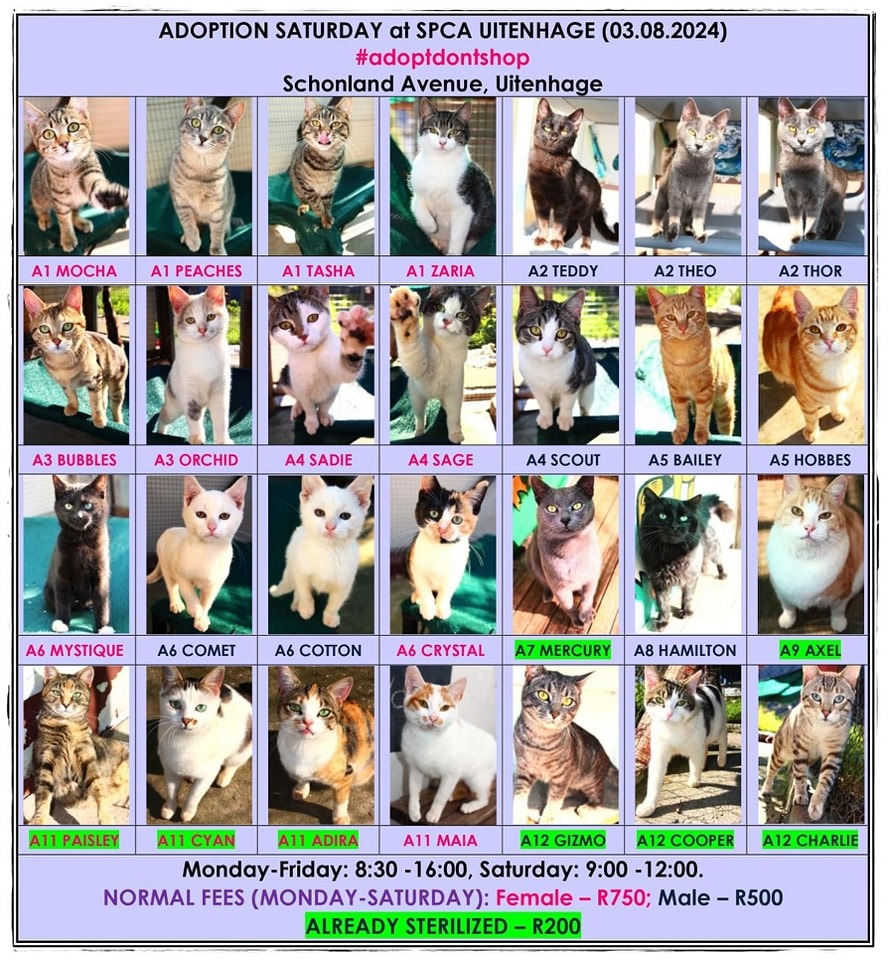 ADOPTION SATURDAY at SPCA UITENHAGE (03.08.2024)
#adoptdontshop
Schonland Avenue, Uitenhage
A1 MOCHA
A1 PEACHES
A1 TASHA
A1 ZARIA
A2 TEDDY
A2 THEO
A2 THOR
A3 BUBBLES
A3 ORCHID
A4 SADIE
A4 SAGE
A4 SCOUT
A5 BAILEY
A5 HOBBES
A6 MYSTIQUE
A6 COMET
A6 COTTON
A6 CRYSTAL
A7 MERCURY
A8 HAMILTON
A9 AXEL
A11 PAISLEY
A11 CYAN
A11 ADIRA
A11 MAIA
A12 GIZMO
A12 COOPER
A12 CHARLIE
Monday-Friday: 8:30 -16:00, Saturday: 9:00 -12:00.
NORMAL FEES (MONDAY-SATURDAY): Female – R750; Male – R500
ALREADY STERILIZED – R200